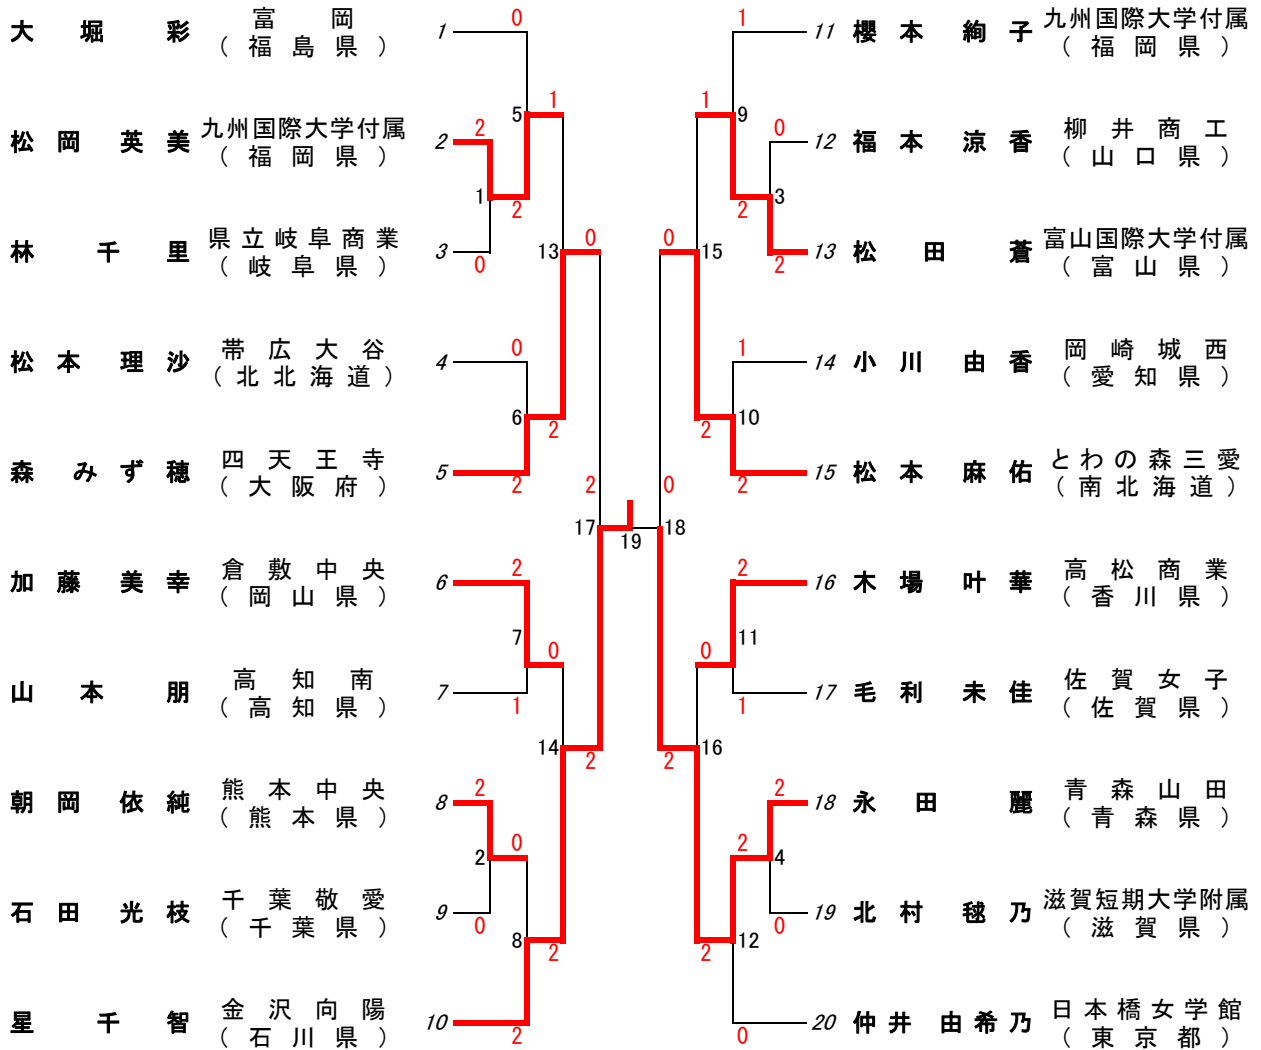 大堀彩 富岡 (福島県) 1 0
松岡英美 九州国際大学付属 (福岡県) 2 2
林千里 県立岐阜商業 (岐阜県) 3 0
松本理沙 帯広大谷 (北北海道) 4 0
森みずほ穂 四天王寺 (大阪府) 5 2
加藤美幸 倉敷中央 (岡山県) 6 2
山本朋 高知南 (高知県) 7 1
朝岡依純 熊本中央 (熊本県) 8 2
石田光枝 千葉敬愛 (千葉県) 9 0
星千智 金沢向陽 (石川県) 10 2
1 2
5 1
13 0
6 2
7 0
2 0
8 2
14 2
17 2
19
18 0
1 11 櫻本絢子 九州国際大学付属 (福岡県)
0 12 福本涼香 柳井商工 (山口県)
2 13 松田蒼 富山国際大学付属 (富山県)
1 14 小川由香 岡崎城西 (愛知県)
2 15 松本麻佑 とわの森三愛 (南北海道)
2 16 木場叶華 高松商業 (香川県)
1 17 毛利未佳 佐賀女子 (佐賀県)
2 18 永田麗 青森山田 (青森県)
0 19 北村毬乃 滋賀短期大学附属 (滋賀県)
0 20 仲井由希乃 日本橋女学館 (東京都)
1 9
2 3
0 15
2 10
0 11
2 16
2 4
2 12